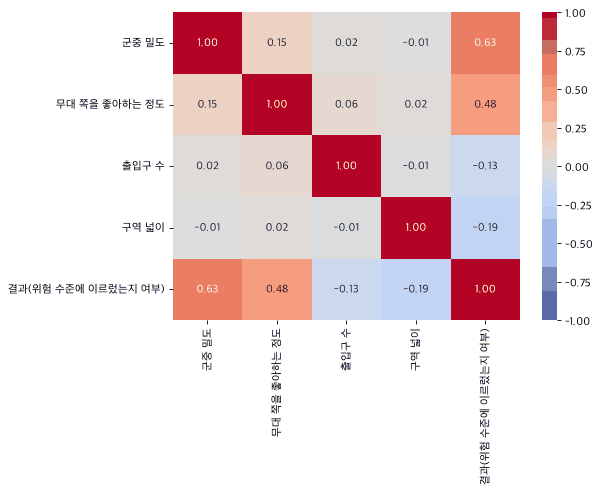 군중 밀도 1.00 0.15 0.02 -0.01 0.63
무대 쪽을 좋아하는 정도 0.15 1.00 0.06 0.02 0.48
출입구 수 0.02 0.06 1.00 -0.01 -0.13
구역 넓이 -0.01 0.02 -0.01 1.00 -0.19
결과(위험 수준에 이르렀는지 여부) 0.63 0.48 -0.13 -0.19 1.00
군중 밀도
무대 쪽을 좋아하는 정도
출입구 수
구역 넓이
결과(위험 수준에 이르렀는지 여부)
1.00
0.75
0.50
0.25
0.00
-0.25
-0.50
-0.75
-1.00